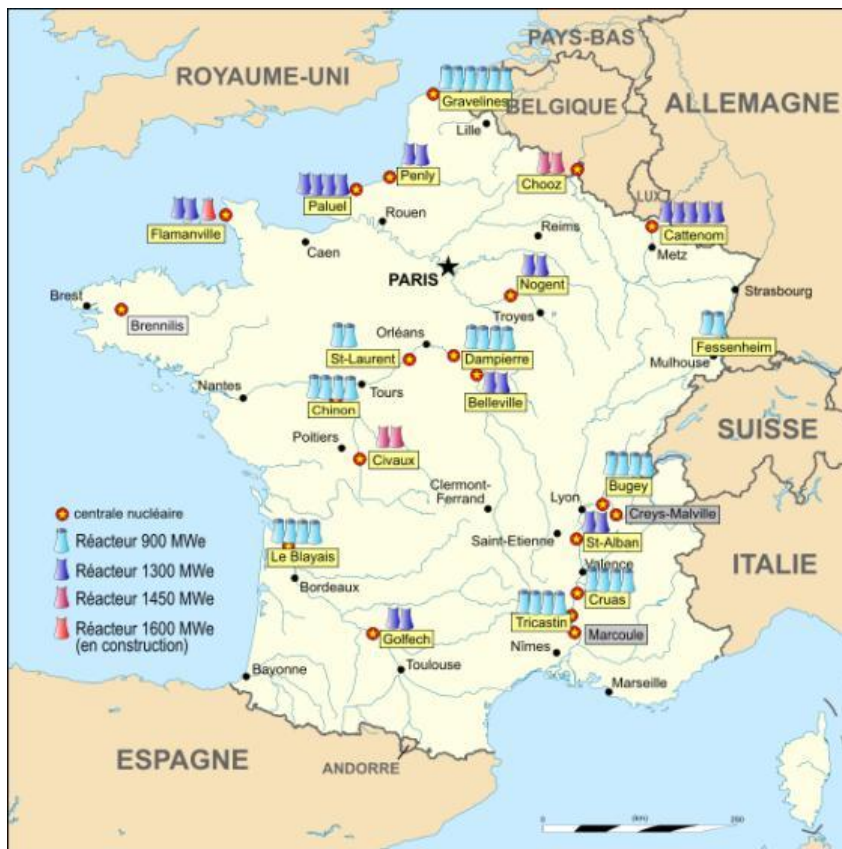 PAYS-BAS
ROYAUME-UNI
Gravelines
BELGIQUE
ALLEMAGNE
Lille
Penly
Chooz
Paluel
LUX.
Rouen
Flamanville
Cattenom
Caen
Reims
Metz
PARIS
Nogent
Brest
Strasbourg
Brennilis
Troyes
Orléans
St-Laurent
Dampierre
Fessenheim
Mulhouse
Nantes
Tours
Chinon
Belleville
SUISSE
Poitiers
Civaux
Bugey
Clermont-
Ferrand
Lyon
Creys-Malville
centrale nucléaire
Réacteur 900 MWe
Saint-Etienne
St-Alban
Le Blayais
ITALIE
Réacteur 1300 MWe
Valence
Bordeaux
Réacteur 1450 MWe
Cruas
Réacteur 1600 MWe
(en construction)
Tricastin
Golfech
Marcoule
Nîmes
Toulouse
Bayonne
Marseille
ESPAGNE
ANDORRE
0
(km)
250